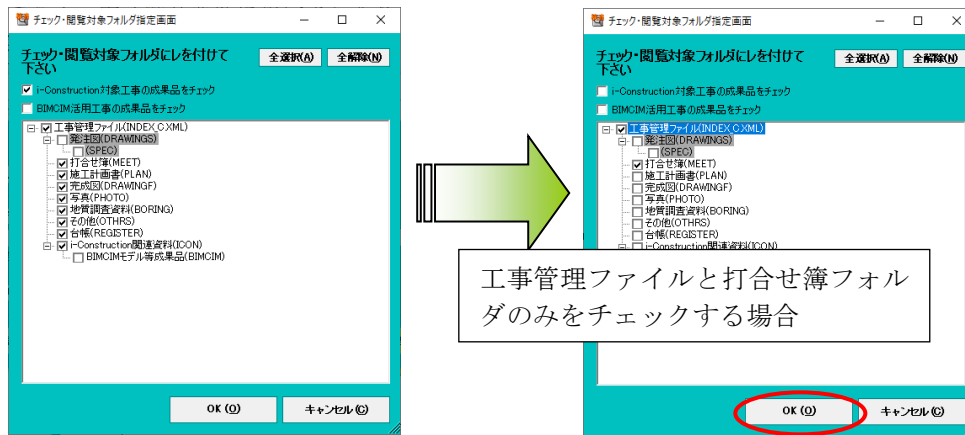 チェック・閲覧対象フォルダ指定画面
チェック・閲覧対象フォルダにレを付けて
下さい
全選択(A)
全解除(N)
i-Construction対象工事の成果品をチェック
BIMCIM活用工事の成果品をチェック
工事管理ファイル(INDEX_C.XML)
発注図(DRAWINGS)
(SPEC)
打合せ簿(MEET)
施工計画書(PLAN)
完成図(DRAWINGF)
写真(PHOTO)
地質調査資料(BORING)
その他(OTHRS)
台帳(REGISTER)
i-Construction関連資料(ICON)
BIMCIMモデル等成果品(BIMCIM)
OK (O)
キャンセル (C)
チェック・閲覧対象フォルダ指定画面
チェック・閲覧対象フォルダにレを付けて
下さい
全選択(A)
全解除(N)
i-Construction対象工事の成果品をチェック
BIMCIM活用工事の成果品をチェック
工事管理ファイル(INDEX_C.XML)
発注図(DRAWINGS)
(SPEC)
打合せ簿(MEET)
施工計画書(PLAN)
完成図(DRAWINGF)
写真(PHOTO)
地質調査資料(BORING)
その他(OTHRS)
台帳(REGISTER)
i-Construction関連資料(ICON)
工事管理ファイルと打合せ簿フォル
ダのみをチェックする場合
OK (O)
キャンセル (C)